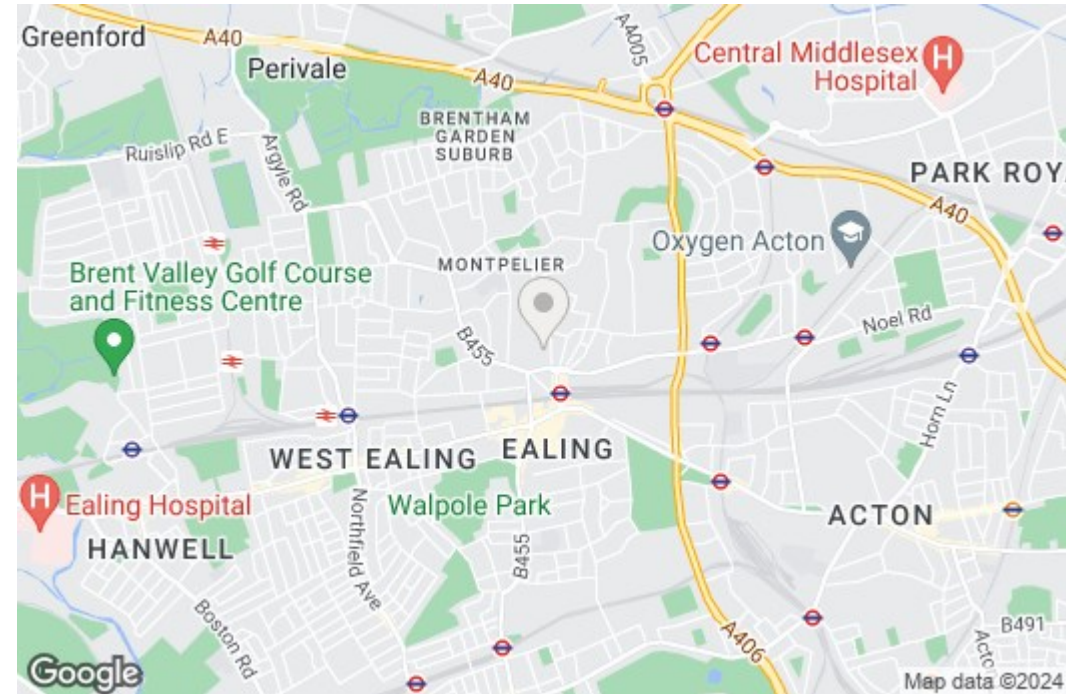 Greenford
A40
A4005
Central Middlesex
Hospital
H
Perivale
A40
BRENTHAM
GARDEN
SUBURB
Ruislip Rd E
Argyle Rd
PARK ROYA
A40
Oxygen Acton
MONTPELIER
Brent Valley Golf Course
and Fitness Centre
Noel Rd
B455
Horn Ln
WEST EALING
EALING
H
Ealing Hospital
Walpole Park
ACTON
HANWELL
Northfield Ave
B455
Boston Rd
A406
B491
Acto
Google
Map data ©2024